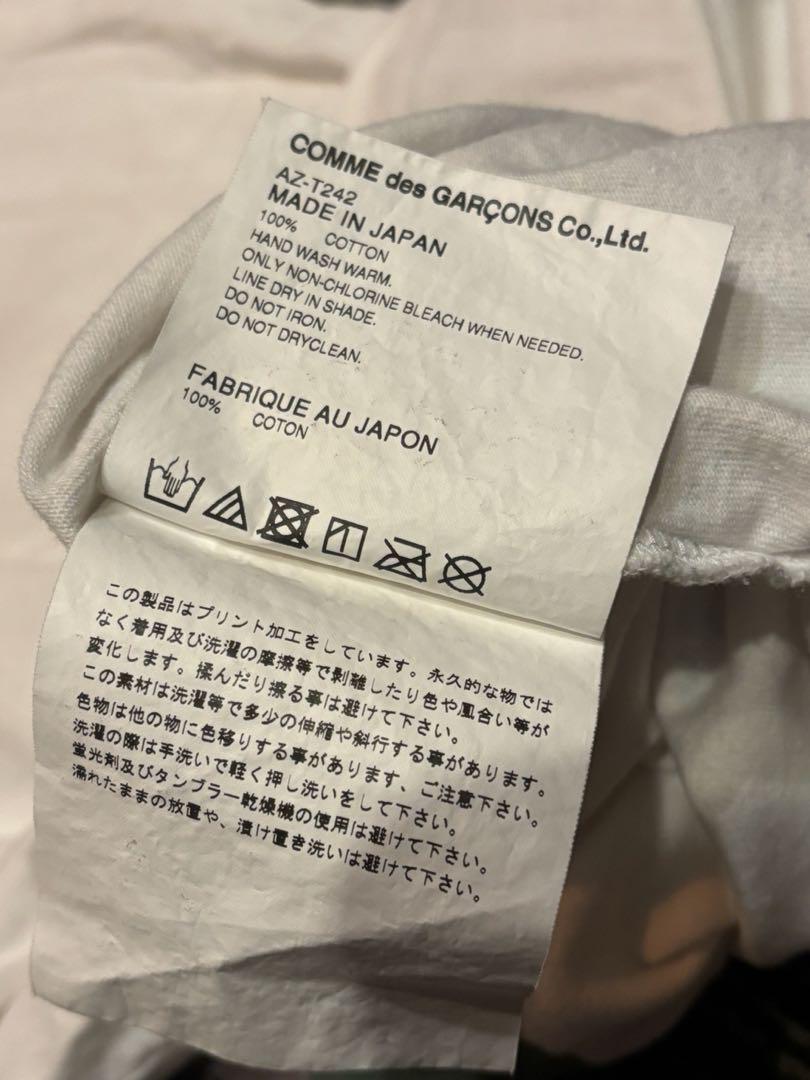 COMME des GARÇONS Co.,Ltd.
AZ-T242
MADE IN JAPAN
100% COTTON
HAND WASH WARM.
ONLY NON-CHLORINE BLEACH WHEN NEEDED.
LINE DRY IN SHADE.
DO NOT IRON.
DO NOT DRYCLEAN.
FABRIQUE AU JAPON
100% COTON
この製品はプリント加工をしています。永久的な物では
なく着用及び洗濯の摩擦等で剥離したり色や風合い等が
変化します。揉んだり擦る事は避けて下さい。
この素材は洗濯等で多少の伸縮や斜行する事があります。
色物は他の物に色移りする事があります、ご注意下さい。
洗濯の際は手洗いで軽く押し洗いをして下さい。
蛍光剤及びタンブラー乾燥機の使用は避けて下さい。
濡れたままの放置や、漬け置き洗いは避けて下さい。